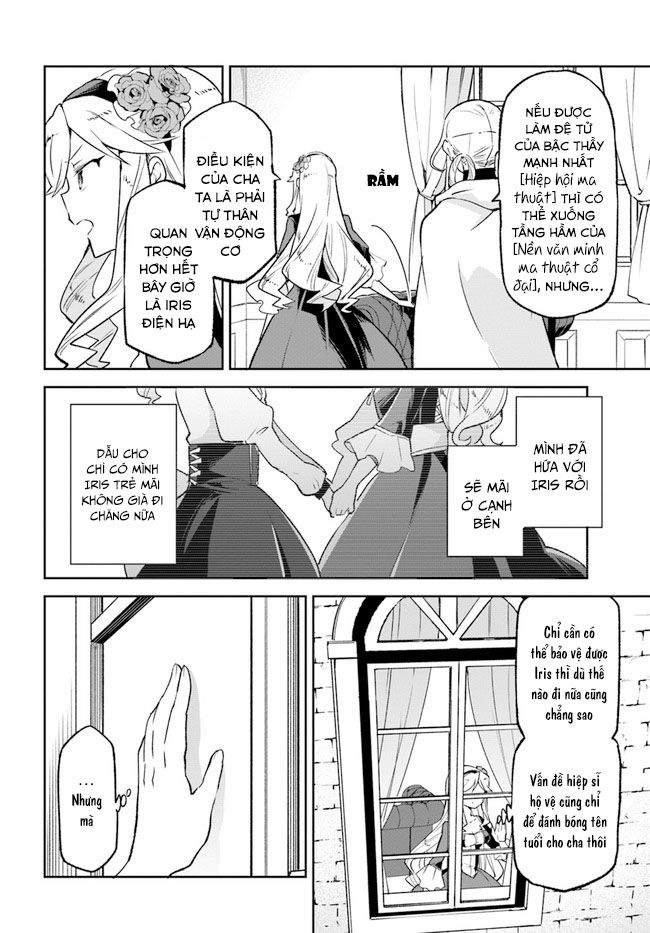 NẾU ĐƯỢC
LÀM ĐỆ TỬ
CỦA BẬC THẦY
MẠNH NHẤT
[Hiệp hội ma
thuật] THÌ CÓ
THỂ XUỐNG
TẦNG HẦM CỦA
[Nền văn minh
ma thuật cổ
đại], NHƯNG...
RẦM
ĐIỀU KIỆN
CỦA CHA
TA LÀ PHẢI
TỰ THÂN
VẬN ĐỘNG
CƠ
QUAN
TRỌNG
HƠN HẾT
BÂY GIỜ
LÀ IRIS
ĐIỆN HẠ
MÌNH ĐÃ
HỨA VỚI
IRIS RỒI
SẼ MÃI
Ở CẠNH
BÊN
DẪU CHO
CHỈ CÓ MÌNH
IRIS TRẺ MÃI
KHÔNG GIÀ ĐI
CHĂNG NỮA
Chỉ cần có
thể bảo vệ được
Iris thì dù thế
nào đi nữa cũng
chẳng sao
Vấn đề hiệp sĩ
hộ vệ cũng chỉ
để đánh bóng tên
tuổi cho cha thôi
...
Nhưng
mà